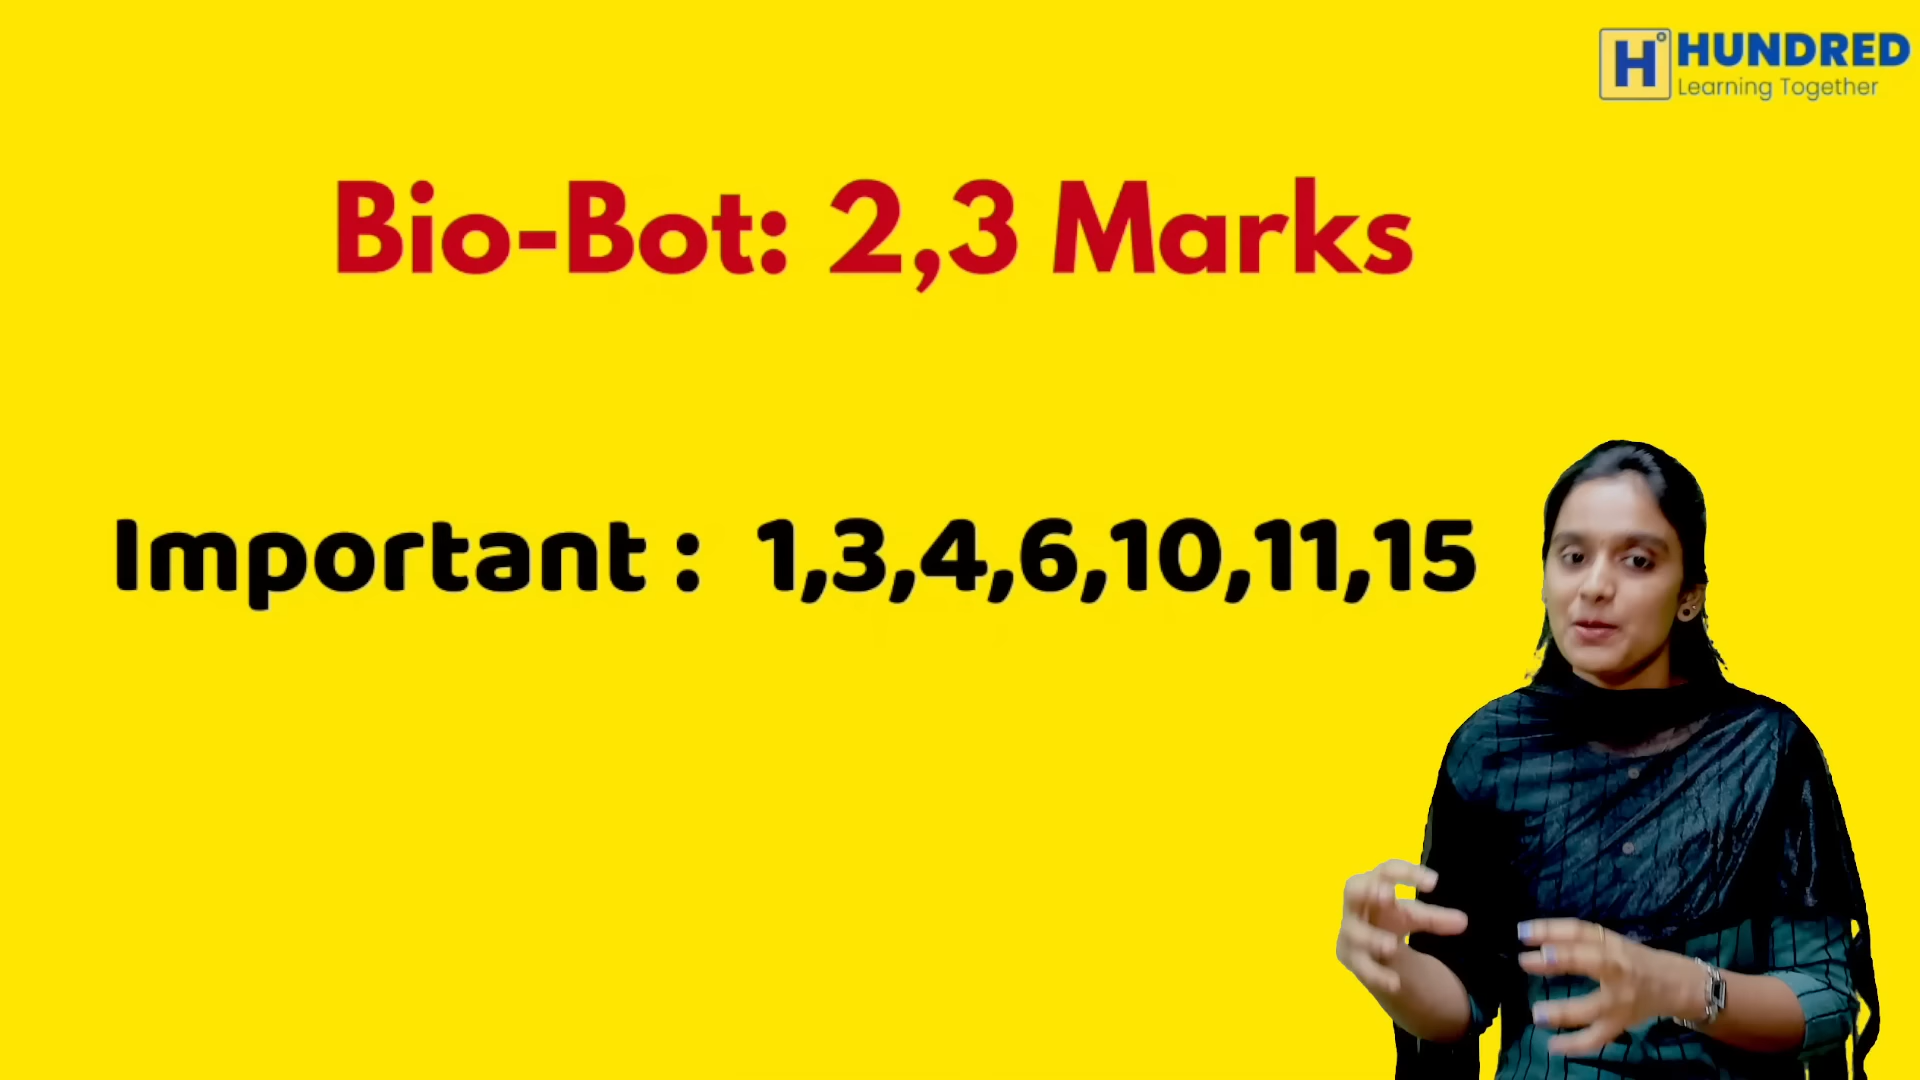 H° HUNDRED
Learning Together
Bio-Bot: 2,3 Marks
Important : 1,3,4,6,10,11,15